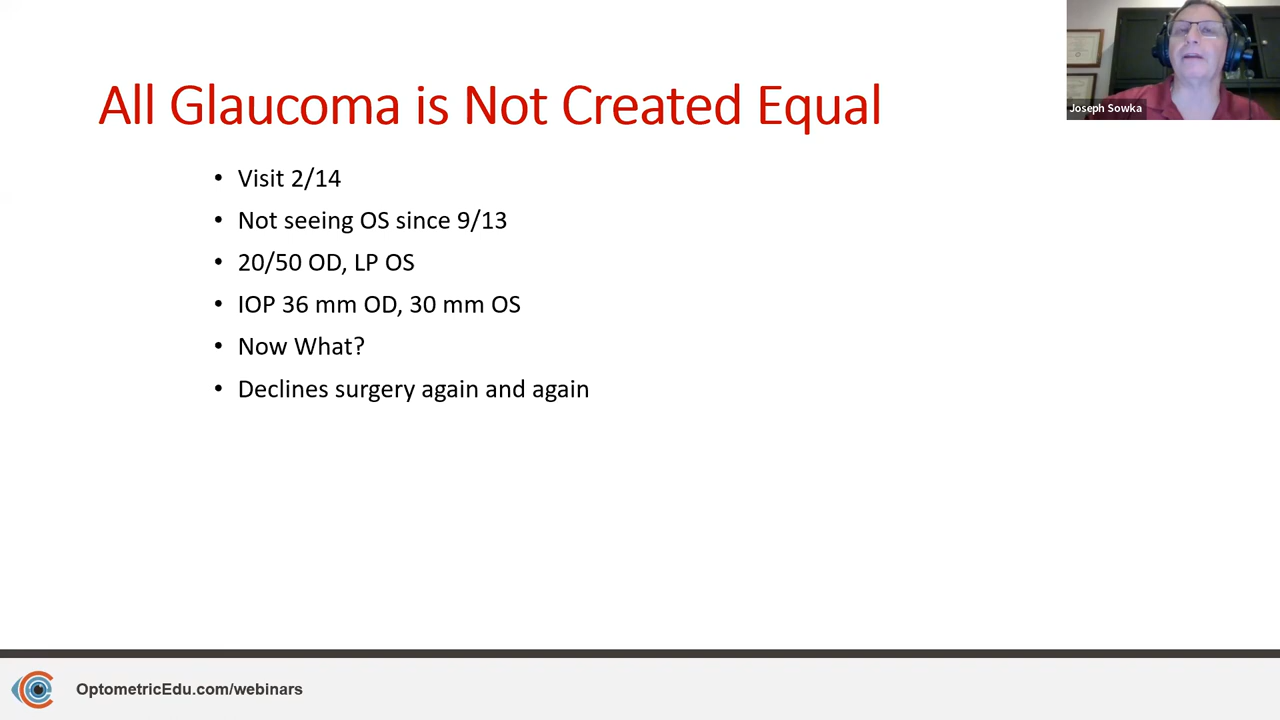 All Glaucoma is Not Created Equal
Joseph Sowka
• Visit 2/14
• Not seeing OS since 9/13
• 20/50 OD, LP OS
• IOP 36 mm OD, 30 mm OS
• Now What?
• Declines surgery again and again
OptometricEdu.com/webinars